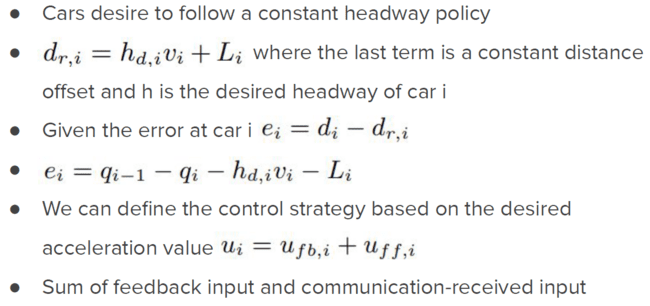 ● Cars desire to follow a constant headway policy
● d_{r,i} = h_{d,i}v_i + L_i where the last term is a constant distance
offset and h is the desired headway of car i
● Given the error at car i e_i = d_i − d_{r,i}
● e_i = q_{i−1} − q_i − h_{d,i}v_i − L_i
● We can define the control strategy based on the desired
acceleration value u_i = u_{fb,i} + u_{ff,i}
● Sum of feedback input and communication-received input